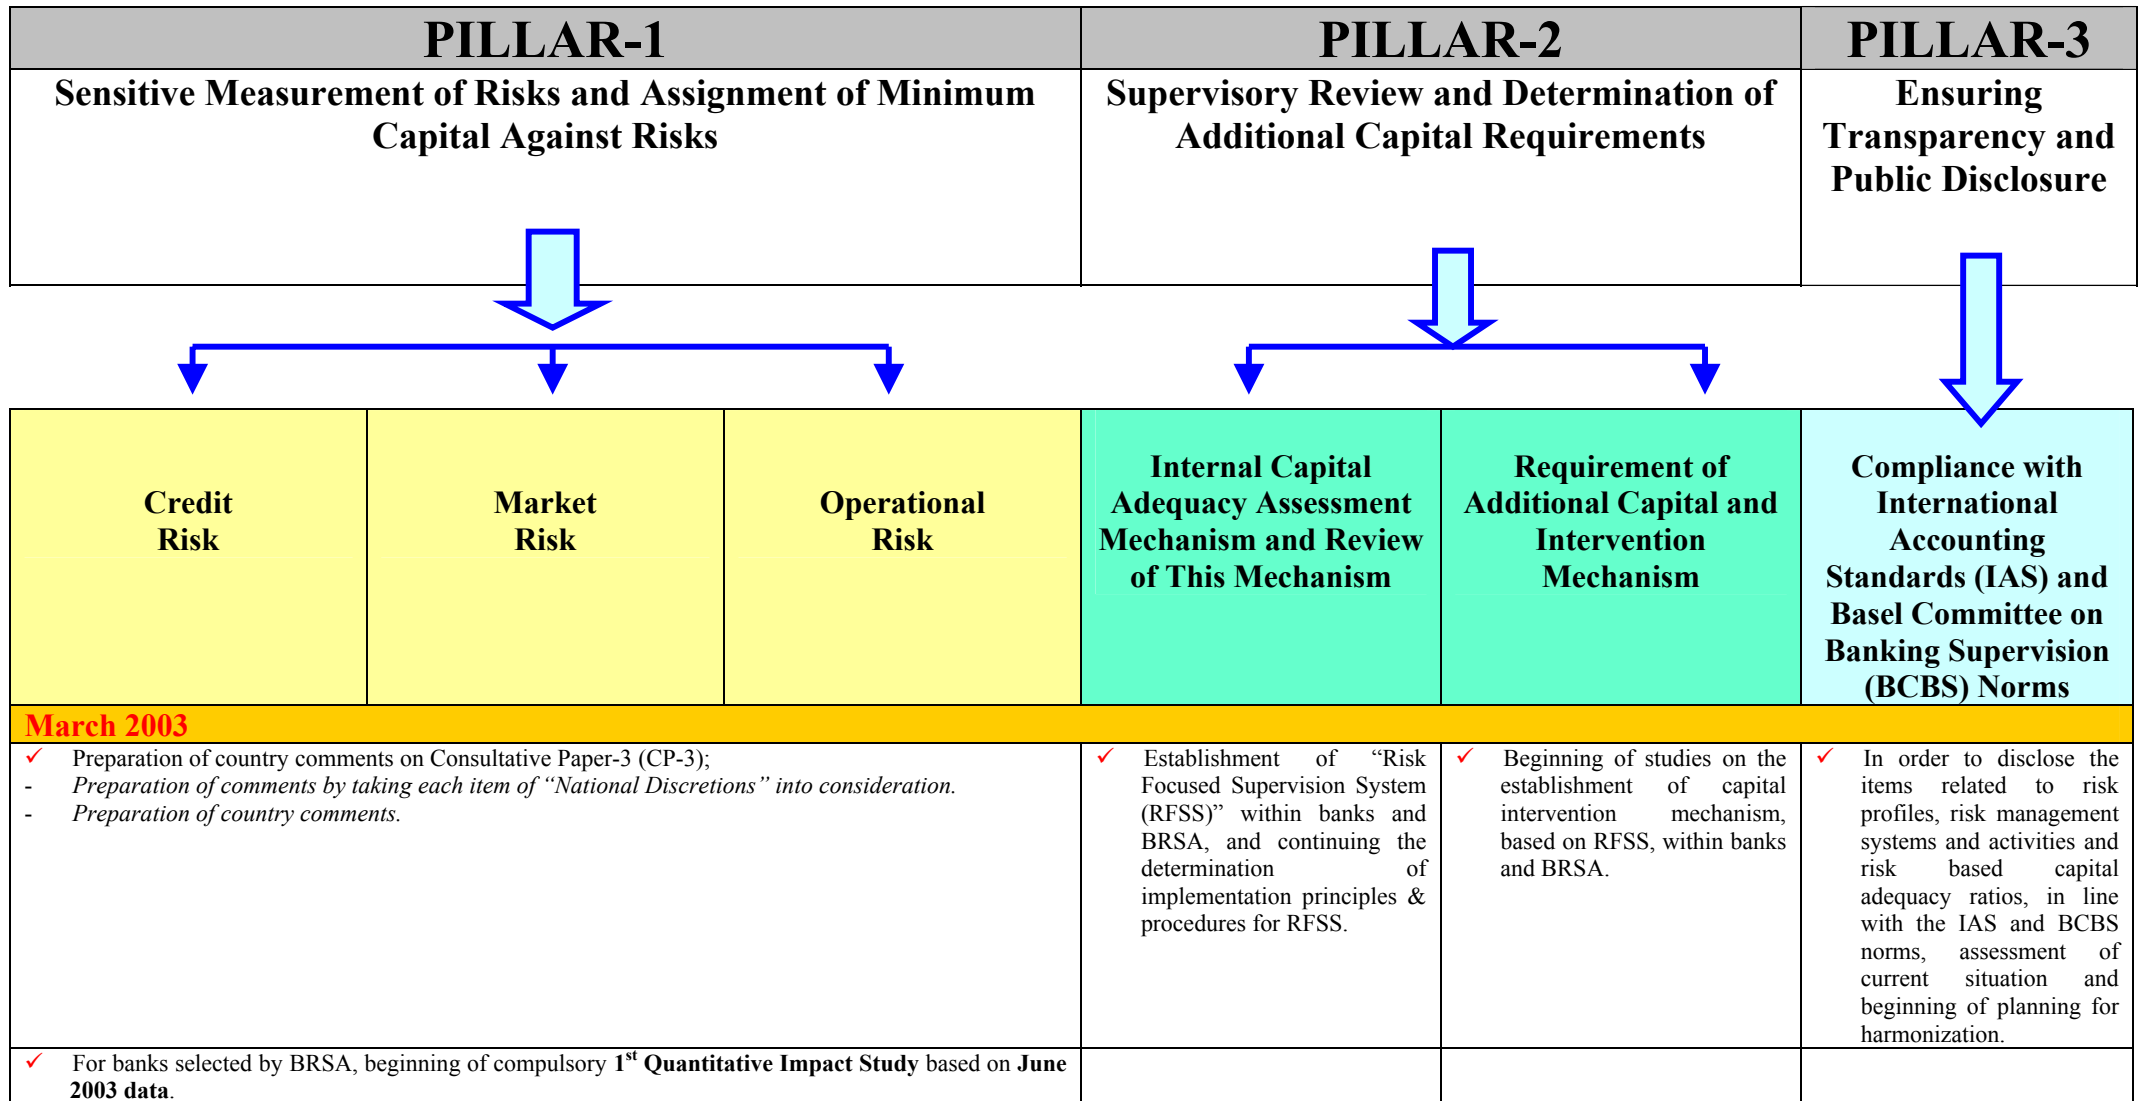 PILLAR-1
PILLAR-2
PILLAR-3
Sensitive Measurement of Risks and Assignment of Minimum
Capital Against Risks
Supervisory Review and Determination of
Additional Capital Requirements
Ensuring
Transparency and
Public Disclosure
Credit
Risk
Market
Risk
Operational
Risk
Internal Capital
Adequacy Assessment
Mechanism and Review
of This Mechanism
Requirement of
Additional Capital and
Intervention
Mechanism
Compliance with
International
Accounting
Standards (IAS) and
Basel Committee on
Banking Supervision
(BCBS) Norms
March 2003
✓ Preparation of country comments on Consultative Paper-3 (CP-3);
- Preparation of comments by taking each item of “National Discretions” into consideration.
- Preparation of country comments.
✓ Establishment of “Risk
Focused Supervision System
(RFSS)” within banks and
BRSA, and continuing the
determination of
implementation principles &
procedures for RFSS.
✓ Beginning of studies on the
establishment of capital
intervention mechanism,
based on RFSS, within banks
and BRSA.
✓ In order to disclose the
items related to risk
profiles, risk management
systems and activities and
risk based capital
adequacy ratios, in line
with the IAS and BCBS
norms, assessment of
current situation and
beginning of planning for
harmonization.
✓ For banks selected by BRSA, beginning of compulsory 1st Quantitative Impact Study based on June
2003 data.